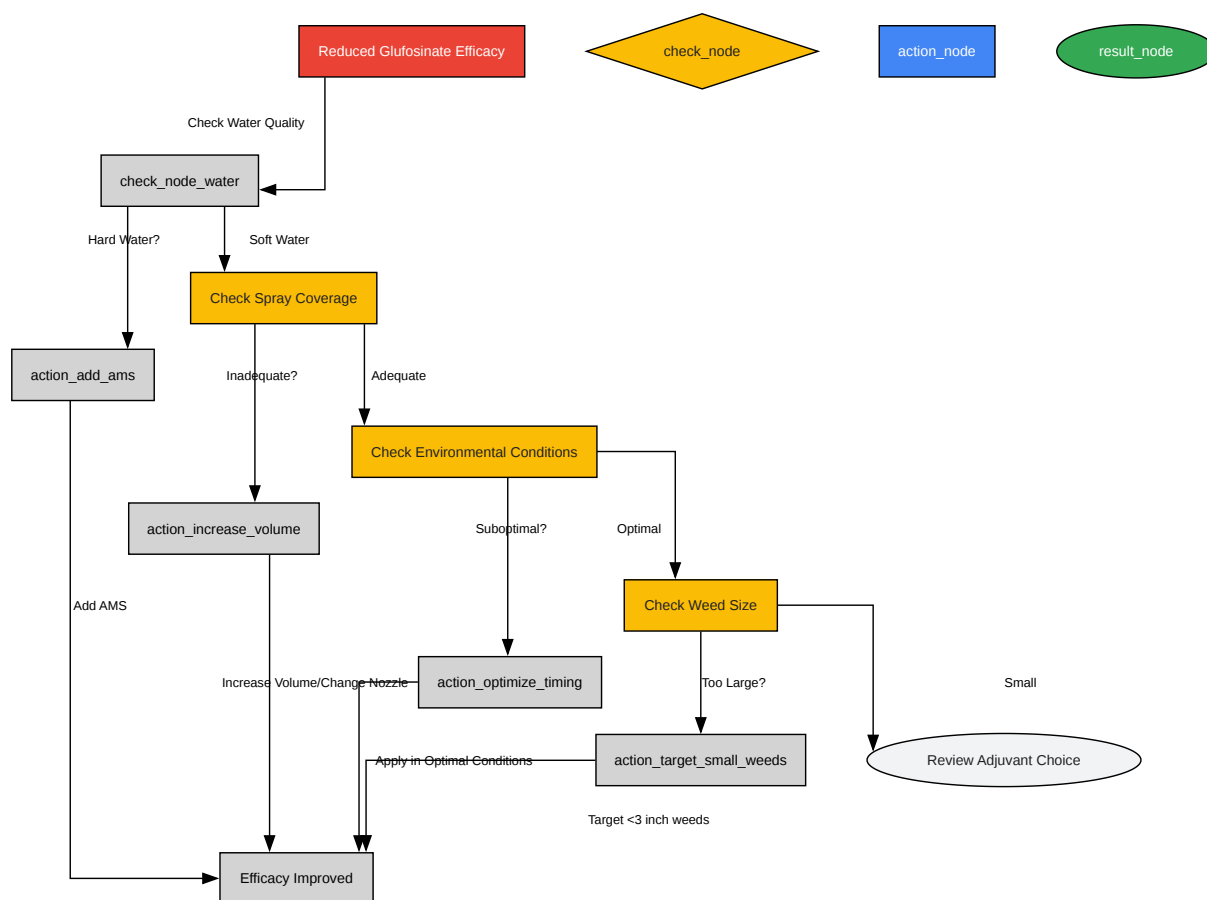 Reduced Glufosinate Efficacy
check_node
action_node
result_node
Check Water Quality
check_node_water
Hard Water?
Soft Water
Check Spray Coverage
action_add_ams
Inadequate?
Adequate
Check Environmental Conditions
action_increase_volume
Suboptimal?
Optimal
Check Weed Size
Add AMS
Increase Volume/Change Nozzle
action_optimize_timing
Too Large?
Small
Apply in Optimal Conditions
action_target_small_weeds
Review Adjuvant Choice
Target <3 inch weeds
Efficacy Improved